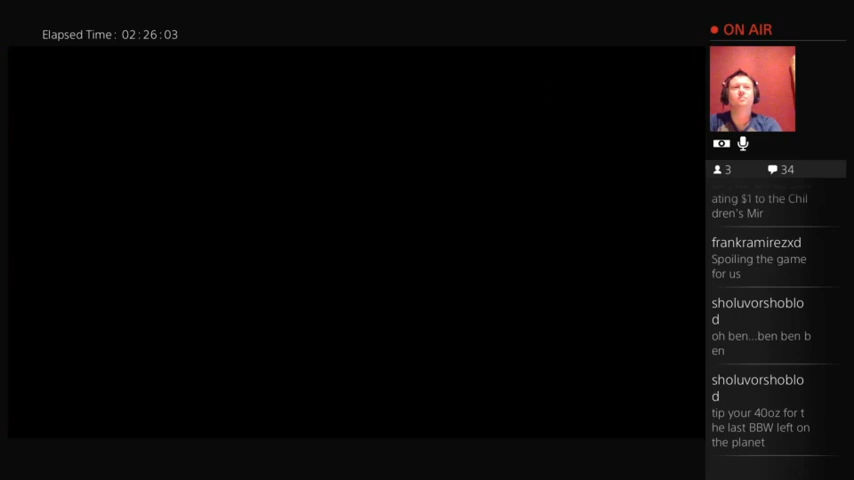 Elapsed Time: 02:26:03
ON AIR
3 34
ating $1 to the Chil
dren's Mir
frankramirezxd
Spoiling the game
for us
sholuvorshoblo
d
oh ben...ben ben b
en
sholuvorshoblo
d
tip your 40oz for t
he last BBW left on
the planet